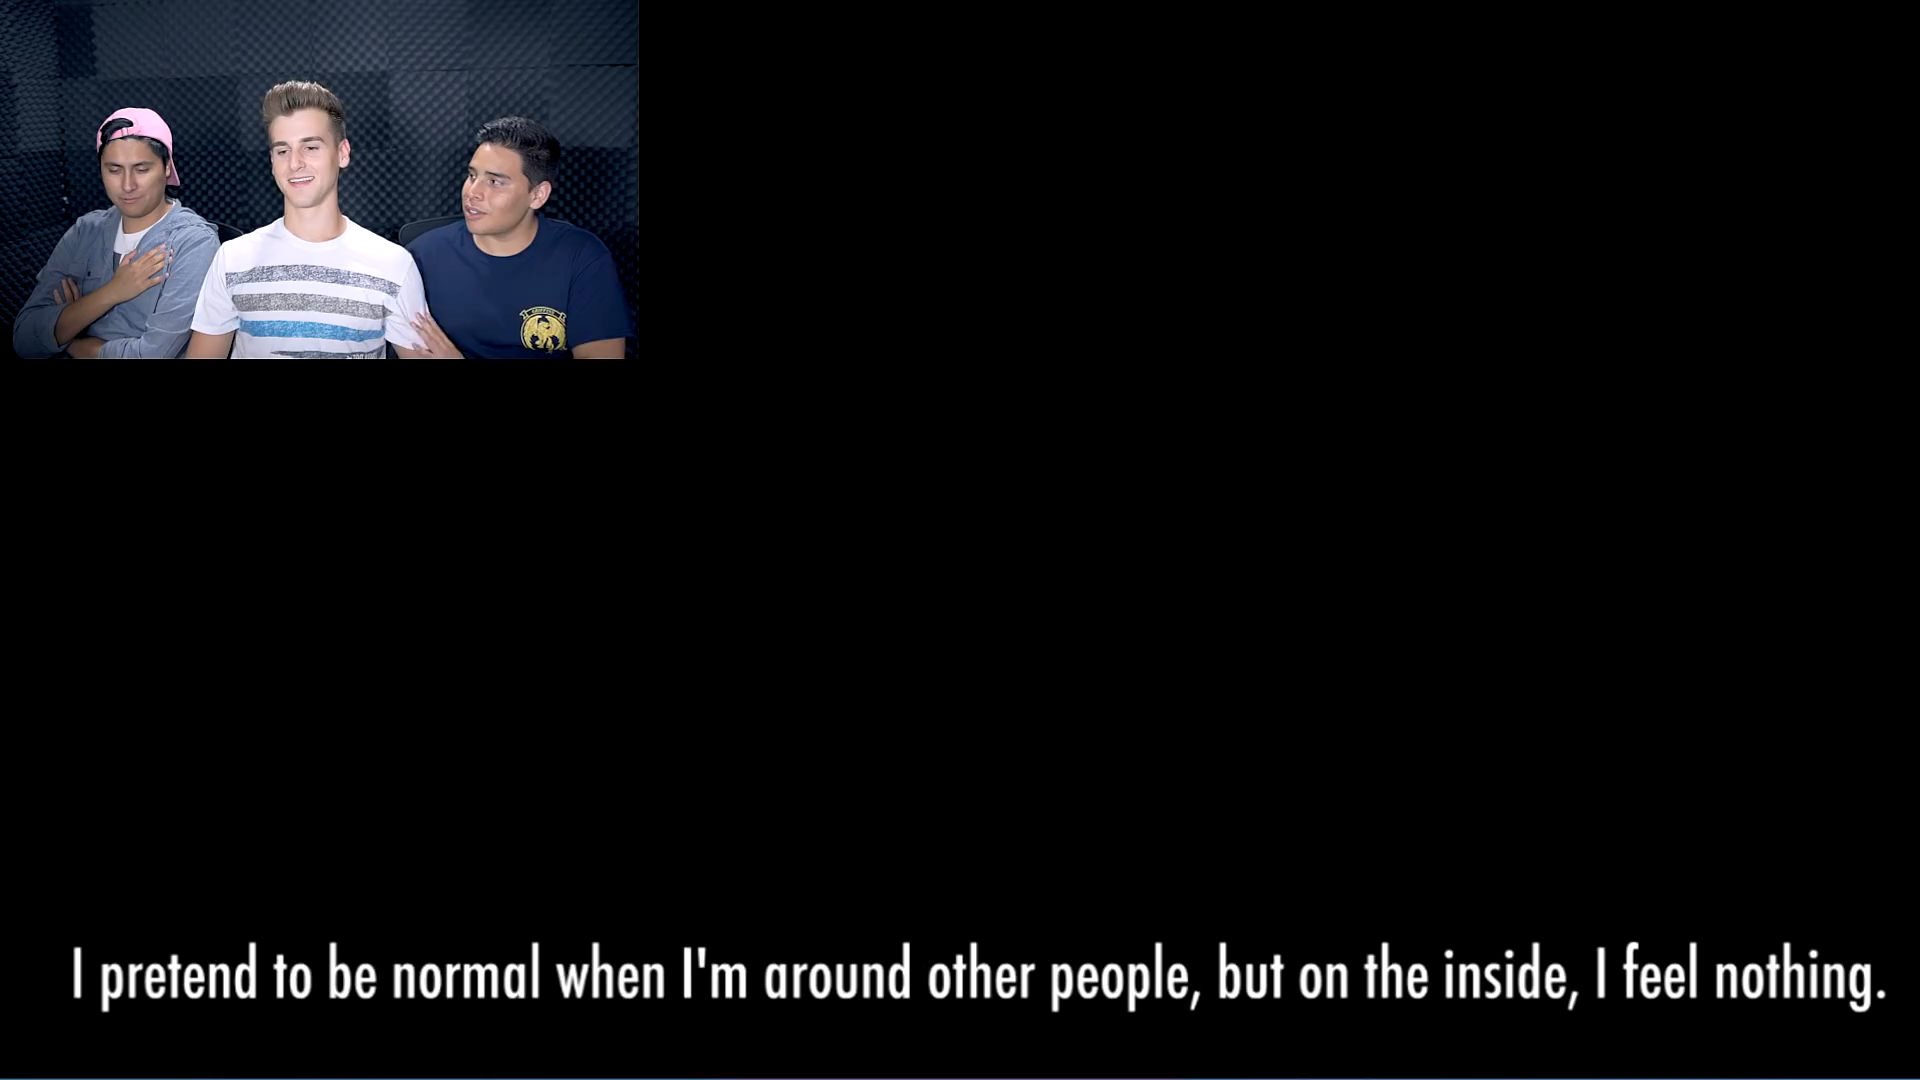 I pretend to be normal when I'm around other people, but on the inside, I feel nothing.